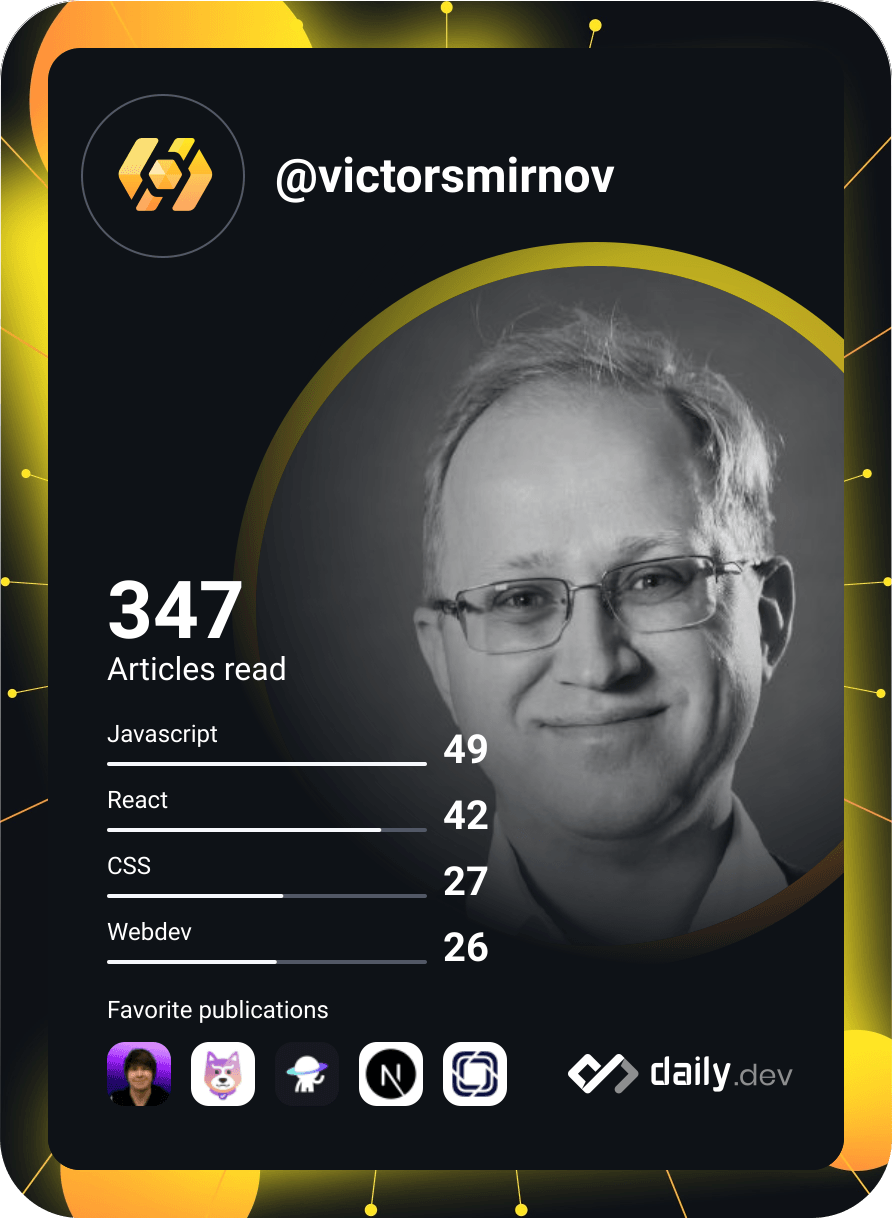 @victorsmirnov
347
Articles read
Javascript
49
React
42
CSS
27
Webdev
26
Favorite publications
N
daily.dev